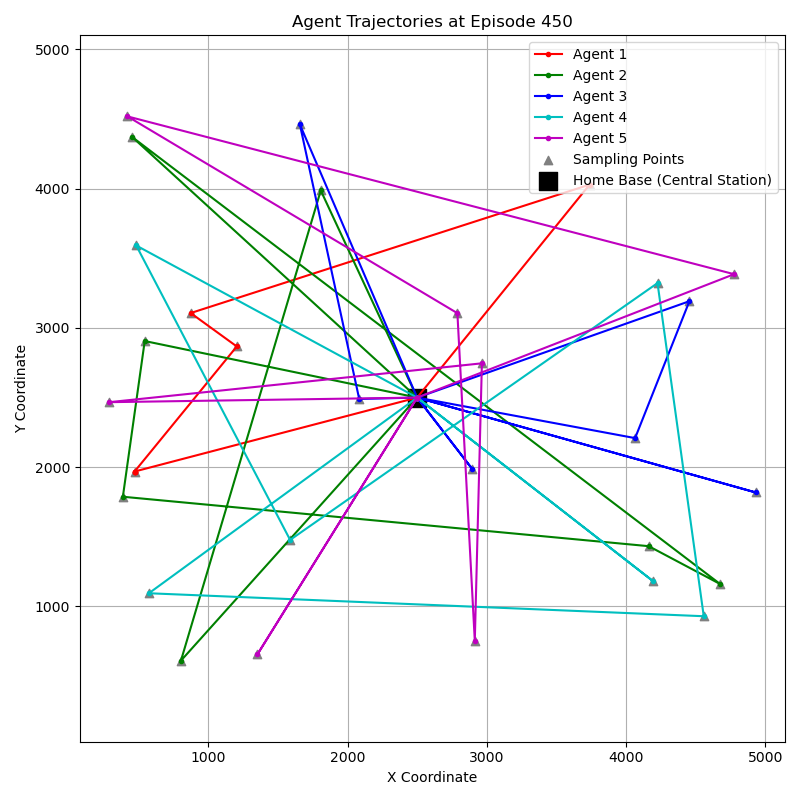 Agent Trajectories at Episode 450
5000
4000
3000
2000
1000
Y Coordinate
Agent 1
Agent 2
Agent 3
Agent 4
Agent 5
Sampling Points
Home Base (Central Station)
1000 2000 3000 4000 5000
X Coordinate